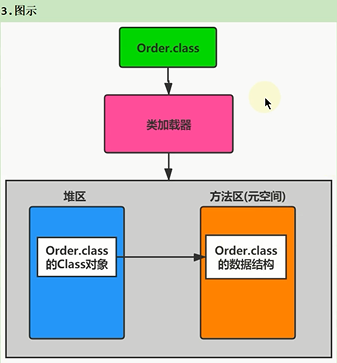 3.图示
Order.class
类加载器
堆区
方法区(元空间)
Order.class
的Class对象
Order.class
的数据结构